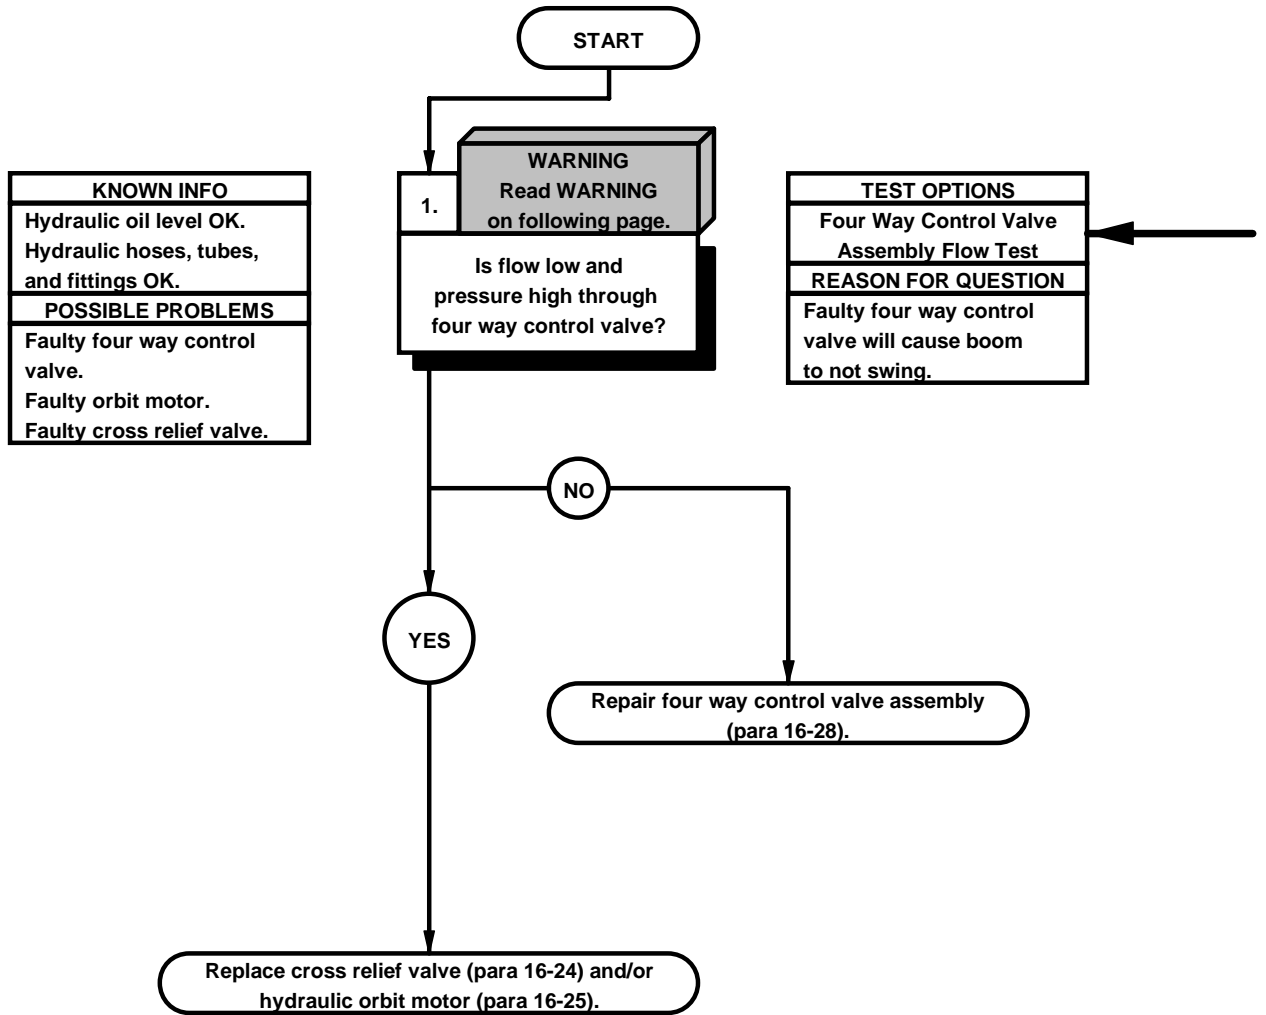 START
KNOWN INFO
Hydraulic oil level OK.
Hydraulic hoses, tubes,
and fittings OK.
POSSIBLE PROBLEMS
Faulty four way control
valve.
Faulty orbit motor.
Faulty cross relief valve.
1.
WARNING
Read WARNING
on following page.
Is flow low and
pressure high through
four way control valve?
TEST OPTIONS
Four Way Control Valve
Assembly Flow Test
REASON FOR QUESTION
Faulty four way control
valve will cause boom
to not swing.
NO
YES
Repair four way control valve assembly
(para 16-28).
Replace cross relief valve (para 16-24) and/or
hydraulic orbit motor (para 16-25).